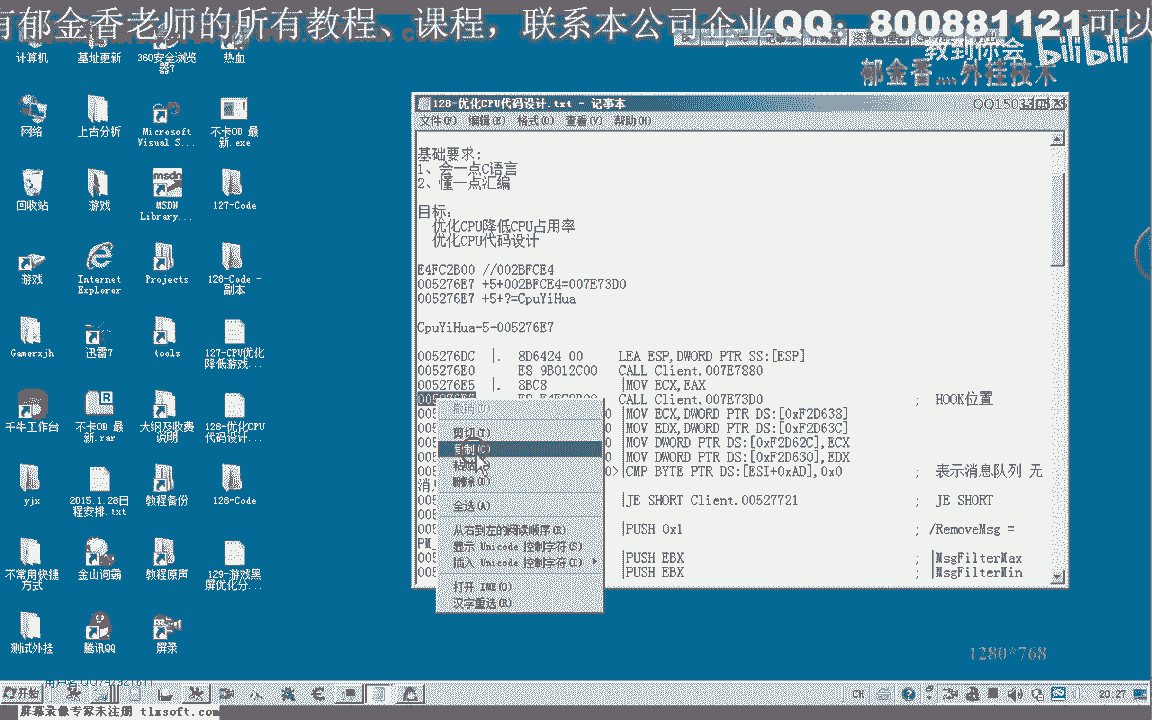 有郁金香老师的所有教程、课程，联系本公司企业QQ：800881121可以
教到你会
bilibili
郁金香...外挂技术
计算机
基址更新
360安全浏览器7
热血
网络
上古分析
Microsoft Visual S...
不卡OD 最新.exe
回收站
游戏
MSDN Library...
127-Code
游戏
Internet Explorer
Projects
128-Code - 副本
Gamerxjh
迅雷7
tools
127-CPU优化降低游戏...
千牛工作台
不卡OD 最新.rar
大纲及收费说明
128-优化CPU代码设计...
yjx
2015.1.28日程安排.txt
教程备份
128-Code
不常用快捷方式
金山词霸
教程原声
129-游戏黑屏优化分...
测试外挂
腾讯QQ
屏录
128-优化CPU代码设计.txt - 记事本
文件(F) 编辑(E) 格式(O) 查看(V) 帮助(H)
基础要求：
1、会一点C语言
2、懂一点汇编
目标：
优化CPU降低CPU占用率
优化CPU代码设计
E4FC2B00 //002BFCE4
005276E7 +5+002BFCE4=007E73D0
005276E7 +5+?=CpuYiHua
CpuYiHua-5-005276E7
005276DC |. 8D6424 00 LEA ESP,DWORD PTR SS:[ESP]
005276E0 E8 9B012C00 CALL Client.007E7880
005276E5 |. 8BC8 |MOV ECX,EAX
CALL Client.007E73D0 ; HOOK位置
|MOV ECX,DWORD PTR DS:[0xF2D638]
|MOV EDX,DWORD PTR DS:[0xF2D63C]
|MOV DWORD PTR DS:[0xF2D62C],ECX
|MOV DWORD PTR DS:[0xF2D630],EDX
|CMP BYTE PTR DS:[ESI+0xAD],0x0 ; 表示消息队列 无
消
|JE SHORT Client.00527721 ; JE SHORT
|PUSH 0x1 ; /RemoveMsg =
PM_
|PUSH EBX ; |MsgFilterMax
|PUSH EBX ; |MsgFilterMin
撤消(U)
剪切(T)
复制(C)
粘贴(P)
删除(D)
全选(A)
从右到左的阅读顺序(R)
显示 Unicode 控制字符(S)
插入 Unicode 控制字符(I)
打开 IME(O)
汉字重选(R)
1280*768
开始
CH
20:27
屏幕录像专家未注册 tlxsoft.com